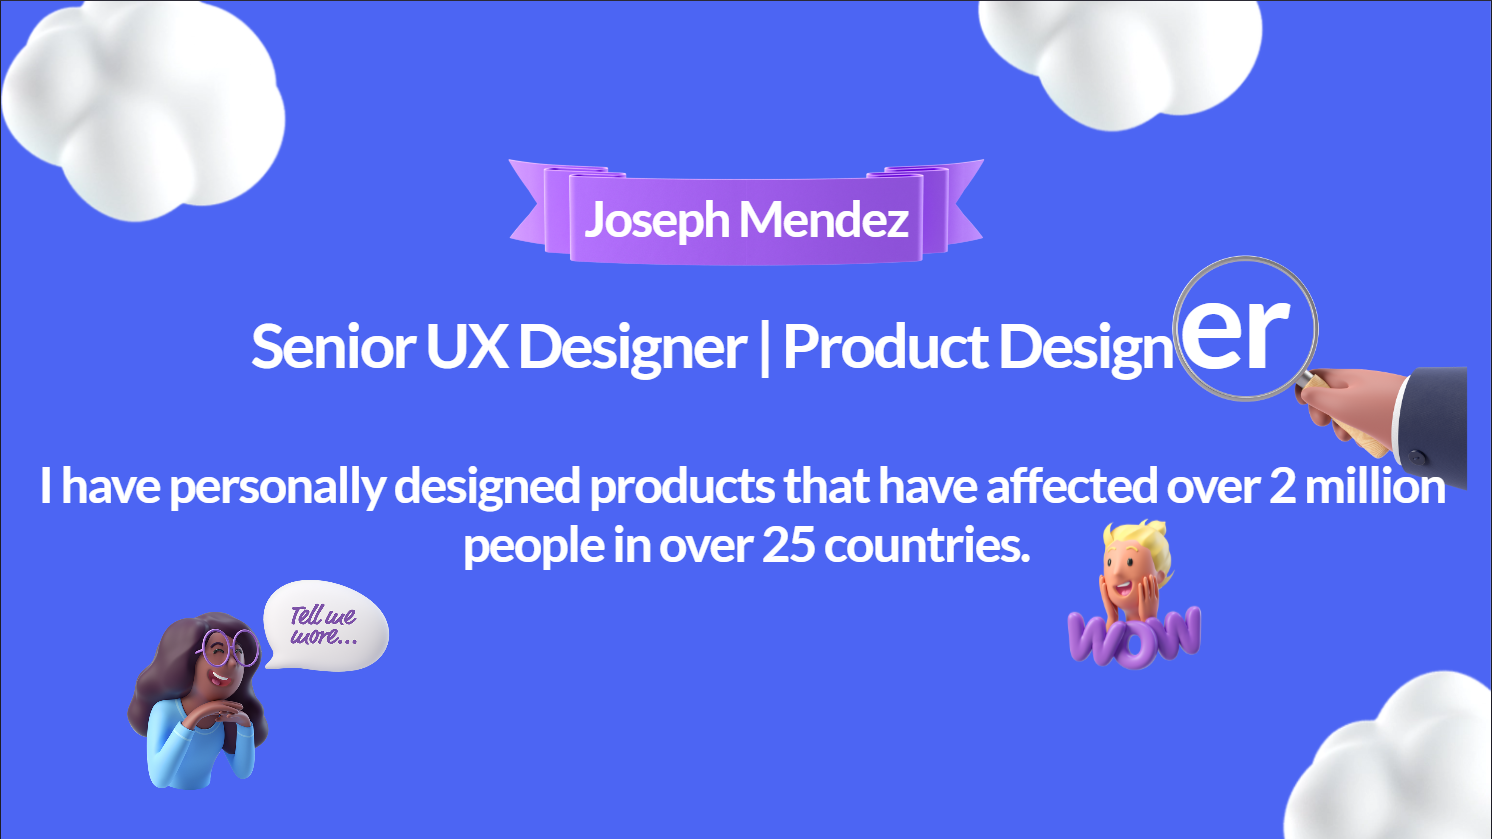 Joseph Mendez
Senior UX Designer | Product Designer
I have personally designed products that have affected over 2 million
people in over 25 countries.
Tell me
more...
WOW